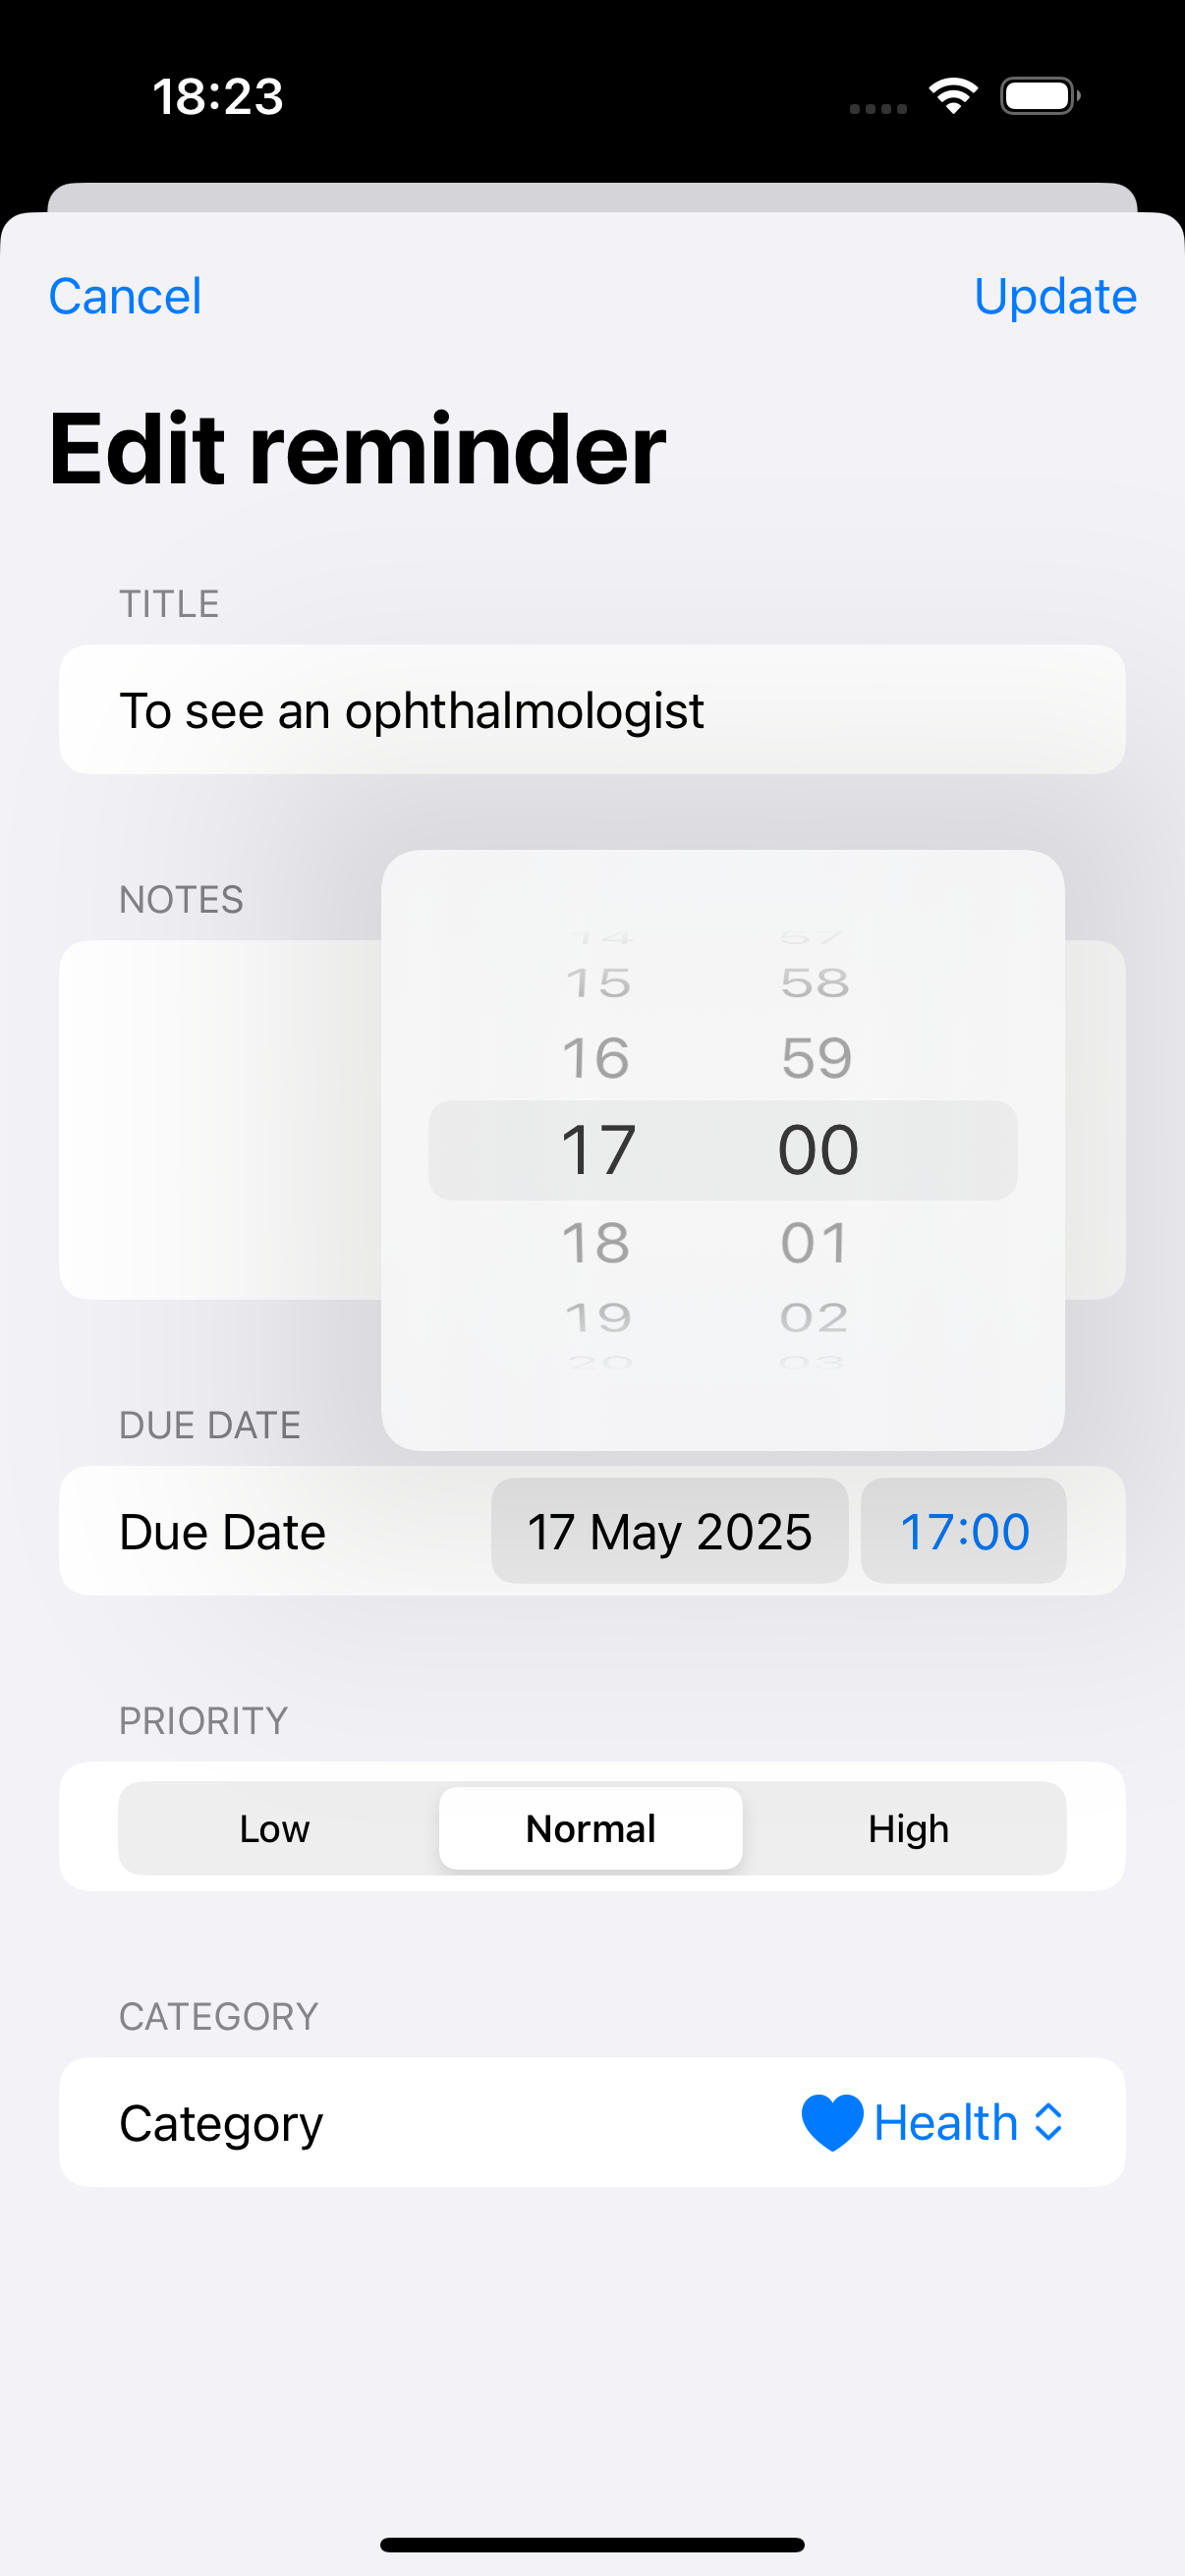 18:23
Cancel Update
Edit reminder
TITLE
To see an ophthalmologist
NOTES
14 57
15 58
16 59
17 00
18 01
19 02
20 03
DUE DATE
Due Date 17 May 2025 17:00
PRIORITY
Low Normal High
CATEGORY
Category Health